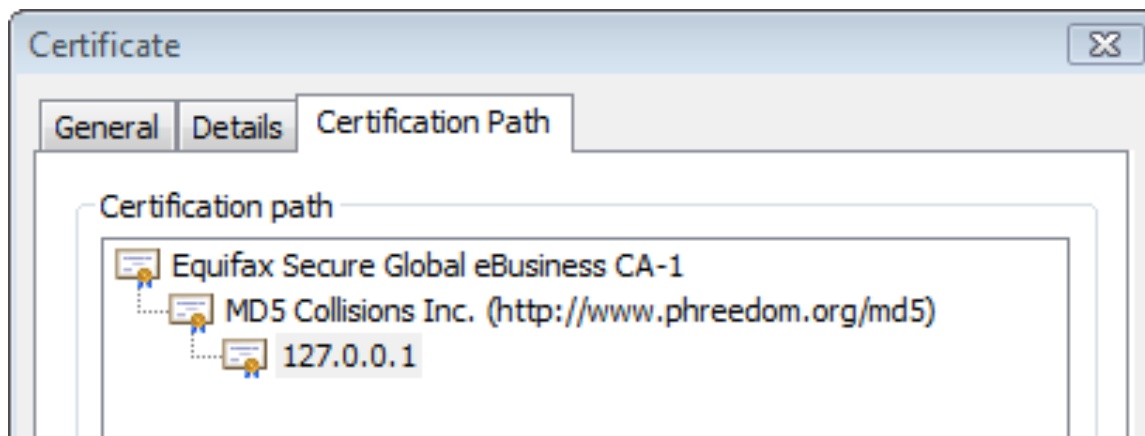 Certificate
General Details Certification Path
Certification path
Equifax Secure Global eBusiness CA-1
MD5 Collisions Inc. (http://www.phreedom.org/md5)
127.0.0.1